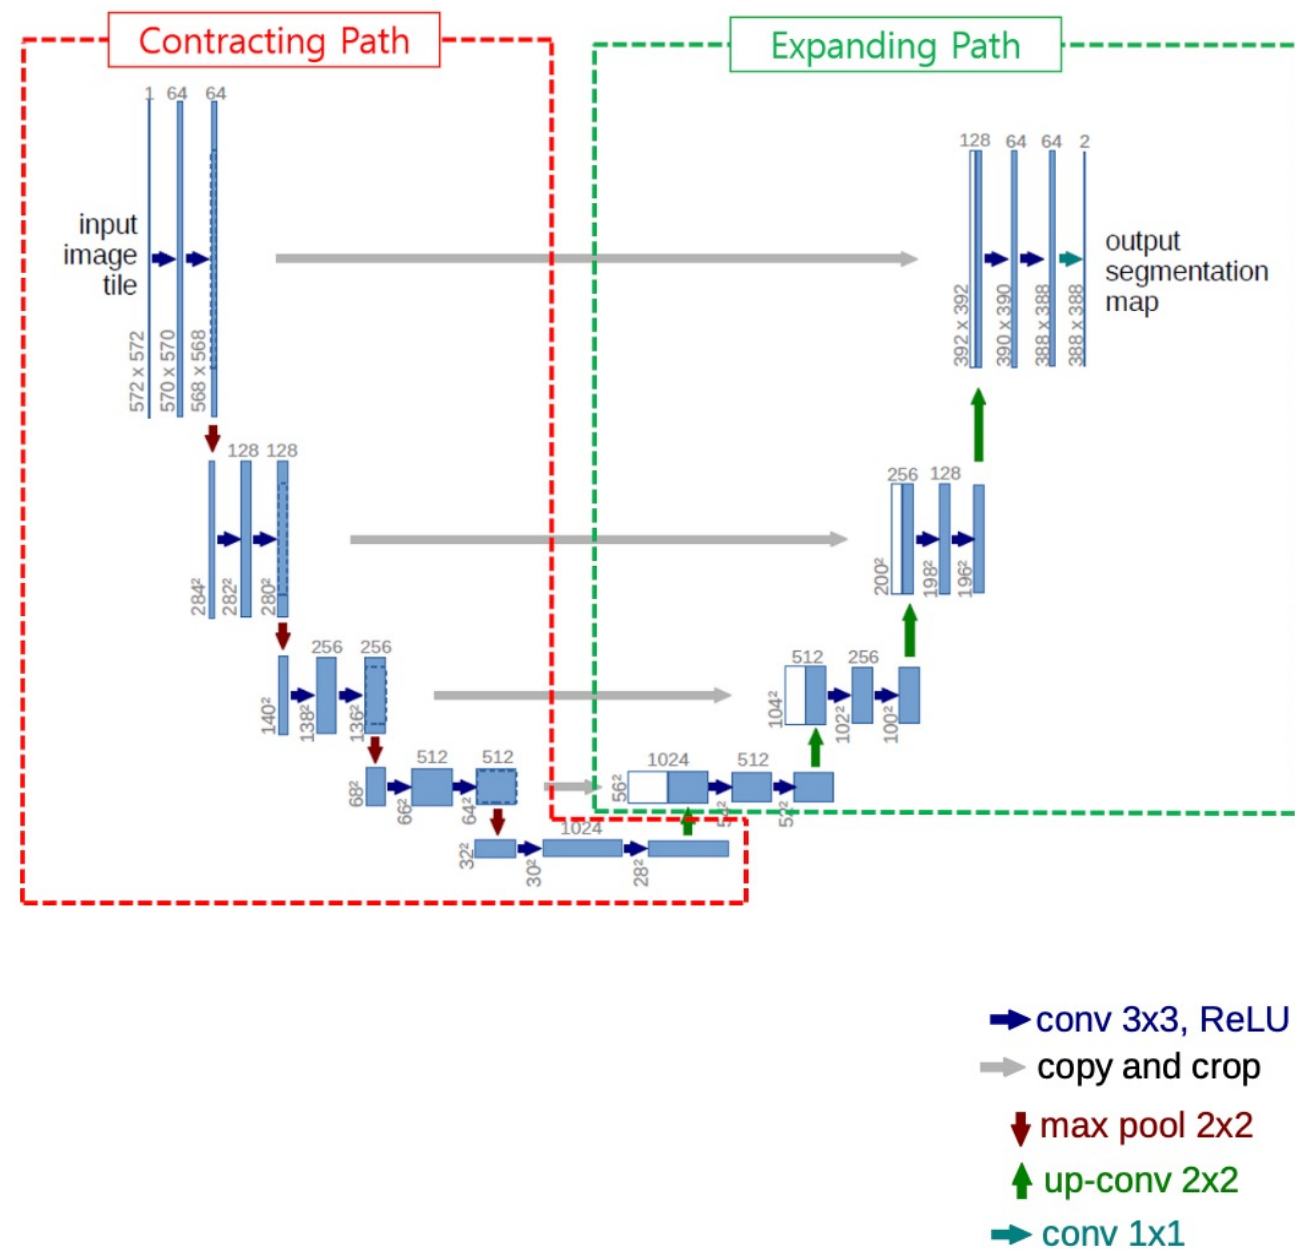 Contracting Path
Expanding Path
1 64 64
input
image
tile
572 x 572
570 x 570
568 x 568
128 64 64 2
output
segmentation
map
392 x 392
390 x 390
388 x 388
388 x 388
128 128
284²
282²
280²
256 128
200²
198²
196²
256 256
140²
138²
136²
512 256
104²
102²
100²
512 512
68²
66²
64²
1024 512
56²
54²
52²
1024
32²
30²
28²
conv 3x3, ReLU
copy and crop
max pool 2x2
up-conv 2x2
conv 1x1